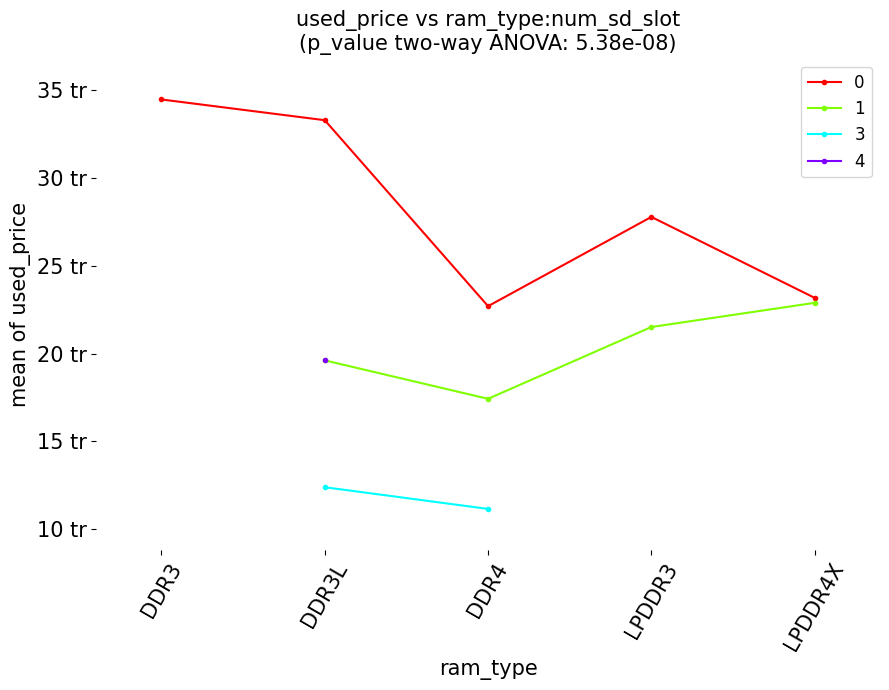 used_price vs ram_type:num_sd_slot
(p_value two-way ANOVA: 5.38e-08)
0
1
3
4
35 tr
30 tr
25 tr
20 tr
15 tr
10 tr
mean of used_price
DDR3
DDR3L
DDR4
LPDDR3
LPDDR4X
ram_type